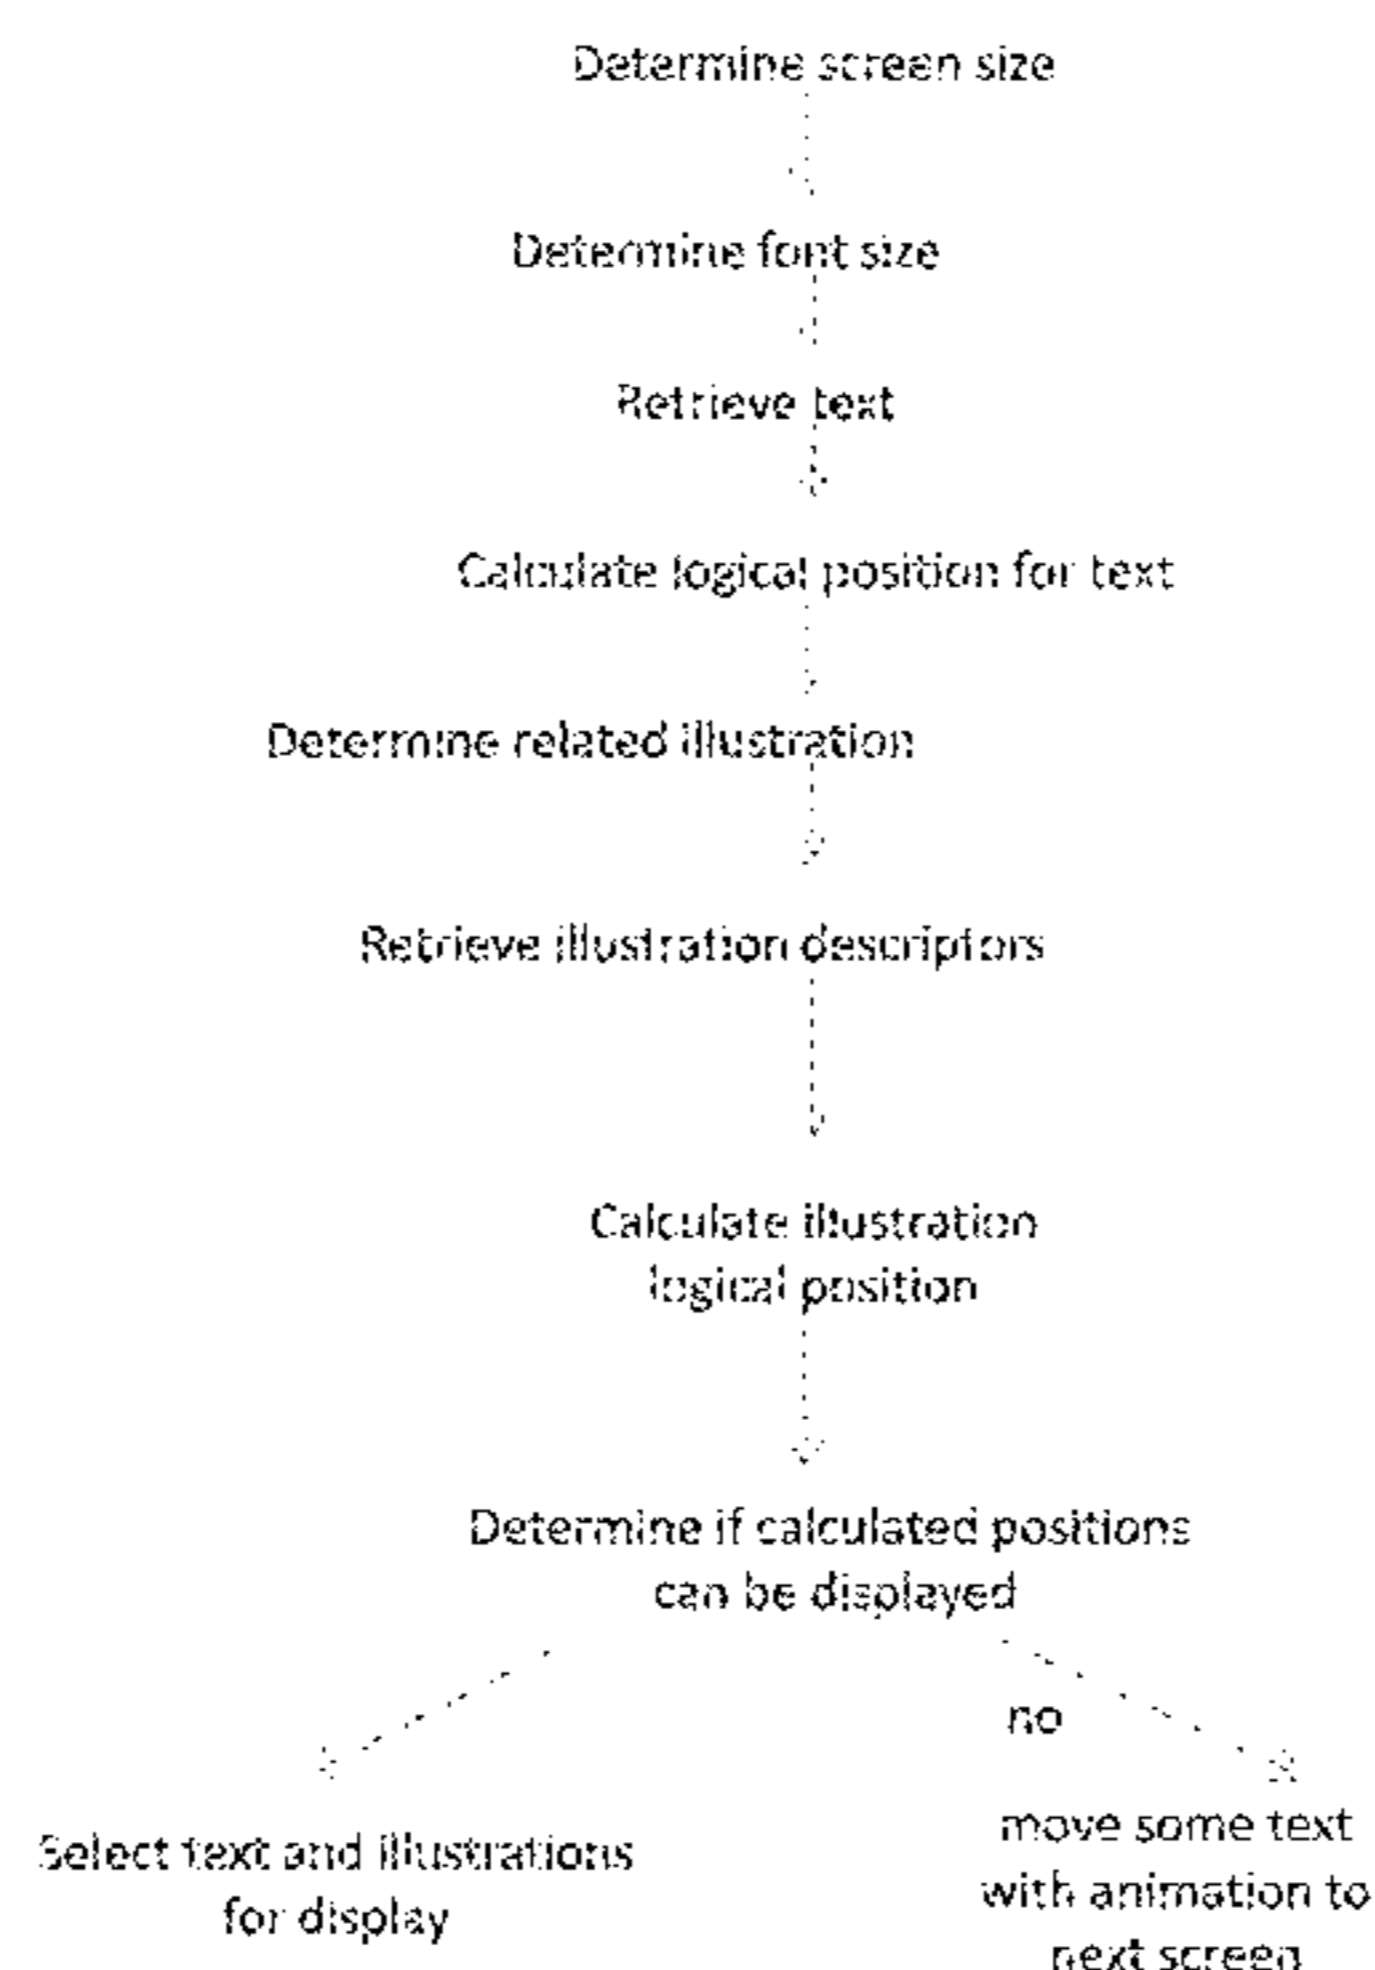 Determine screen size
Determine font size
Retrieve text
Calculate logical position for text
Determine related illustration
Retrieve illustration descriptors
Calculate illustration
logical position
Determine if calculated positions
can be displayed
no
Select text and illustrations
for display
move some text
with animation to
next screen